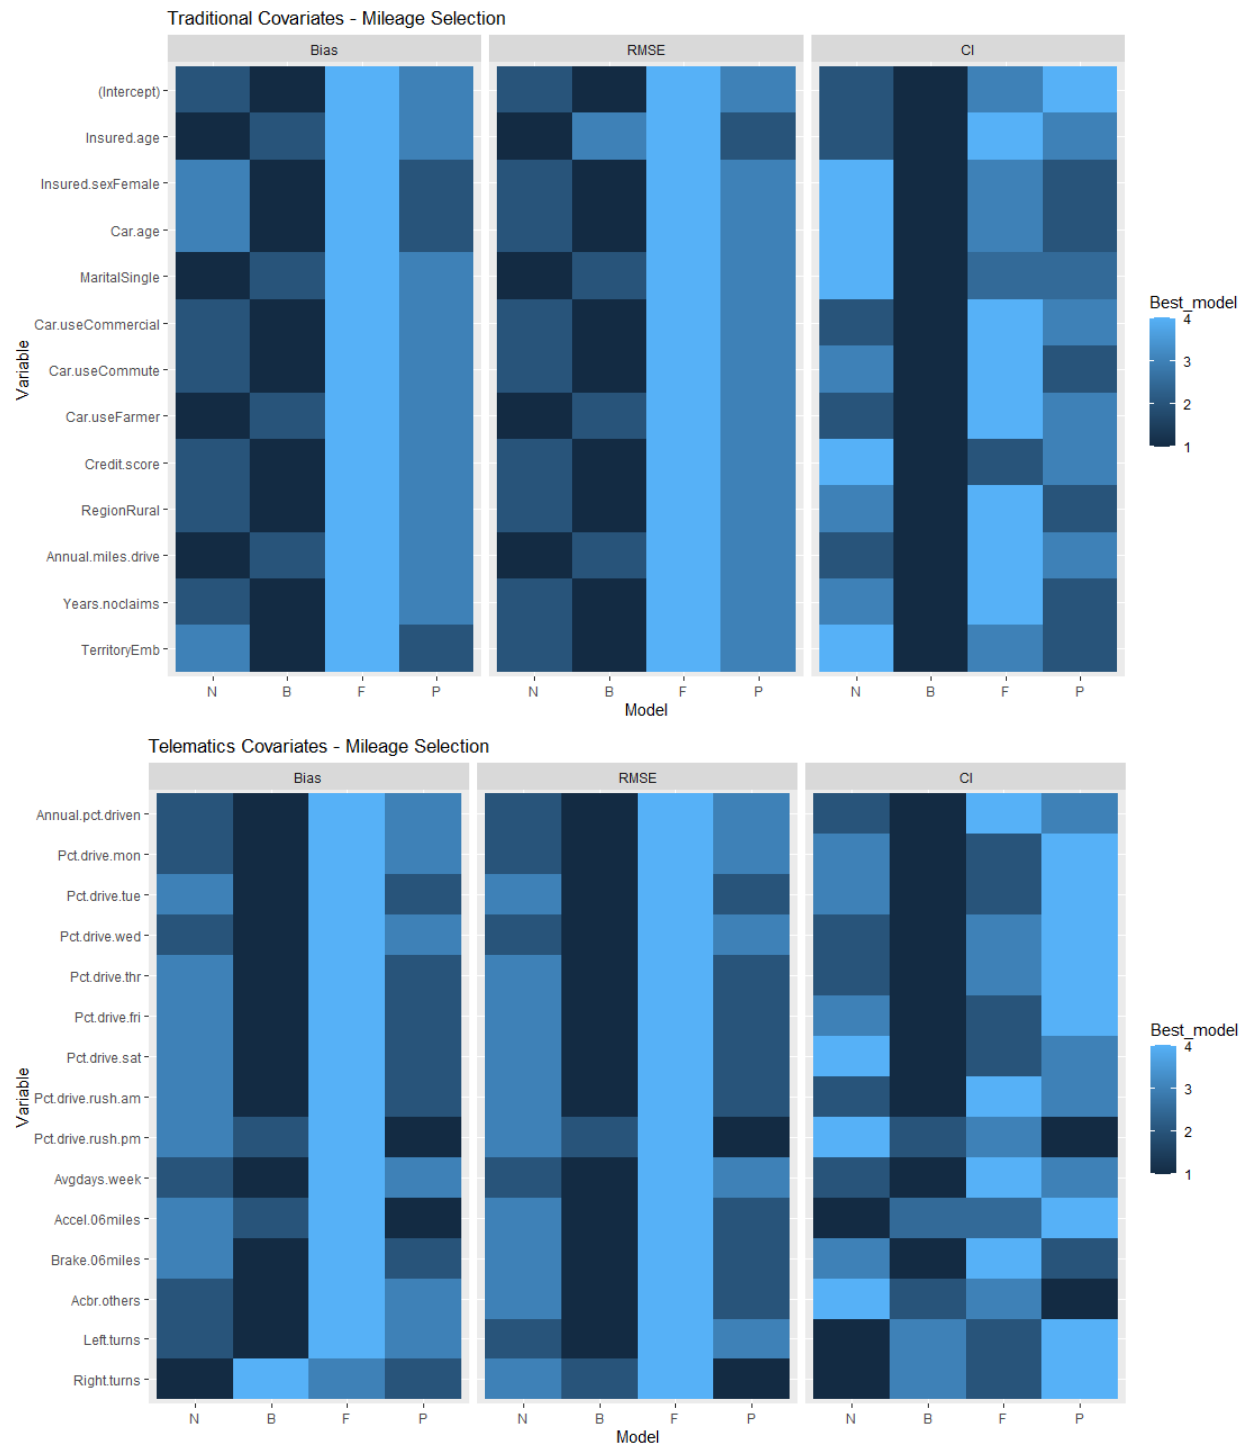 Traditional Covariates - Mileage Selection
Bias
RMSE
CI
(Intercept)
Insured.age
Insured.sexFemale
Car.age
MaritalSingle
Car.useCommercial
Car.useCommute
Car.useFarmer
Credit.score
RegionRural
Annual.miles.drive
Years.noclaims
TerritoryEmb
Variable
N B F P
N B F P
N B F P
Model
Best_model
4
3
2
1
Telematics Covariates - Mileage Selection
Bias
RMSE
CI
Annual.pct.driven
Pct.drive.mon
Pct.drive.tue
Pct.drive.wed
Pct.drive.thr
Pct.drive.fri
Pct.drive.sat
Pct.drive.rush.am
Pct.drive.rush.pm
Avgdays.week
Accel.06miles
Brake.06miles
Acbr.others
Left.turns
Right.turns
Variable
N B F P
N B F P
N B F P
Model
Best_model
4
3
2
1